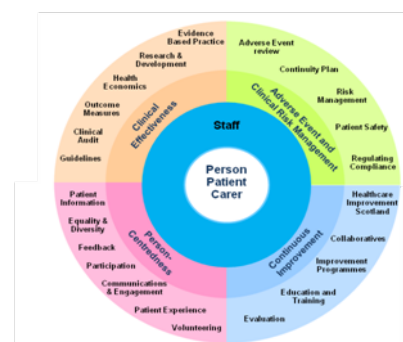 Evidence
Based Practice
Research &
Development
Health
Economics
Outcome
Measures
Clinical
Audit
Guidelines
Clinical
Effectiveness
Adverse Event
review
Continuity Plan
Risk
Management
Patient Safety
Regulating
Compliance
Adverse Event and
Clinical Risk Management
Staff
Person
Patient
Carer
Patient
Information
Equality &
Diversity
Feedback
Participation
Communications
& Engagement
Patient Experience
Volunteering
Person-
Centredness
Healthcare
Improvement
Scotland
Collaboratives
Improvement
Programmes
Education and
Training
Evaluation
Continuous
Improvement